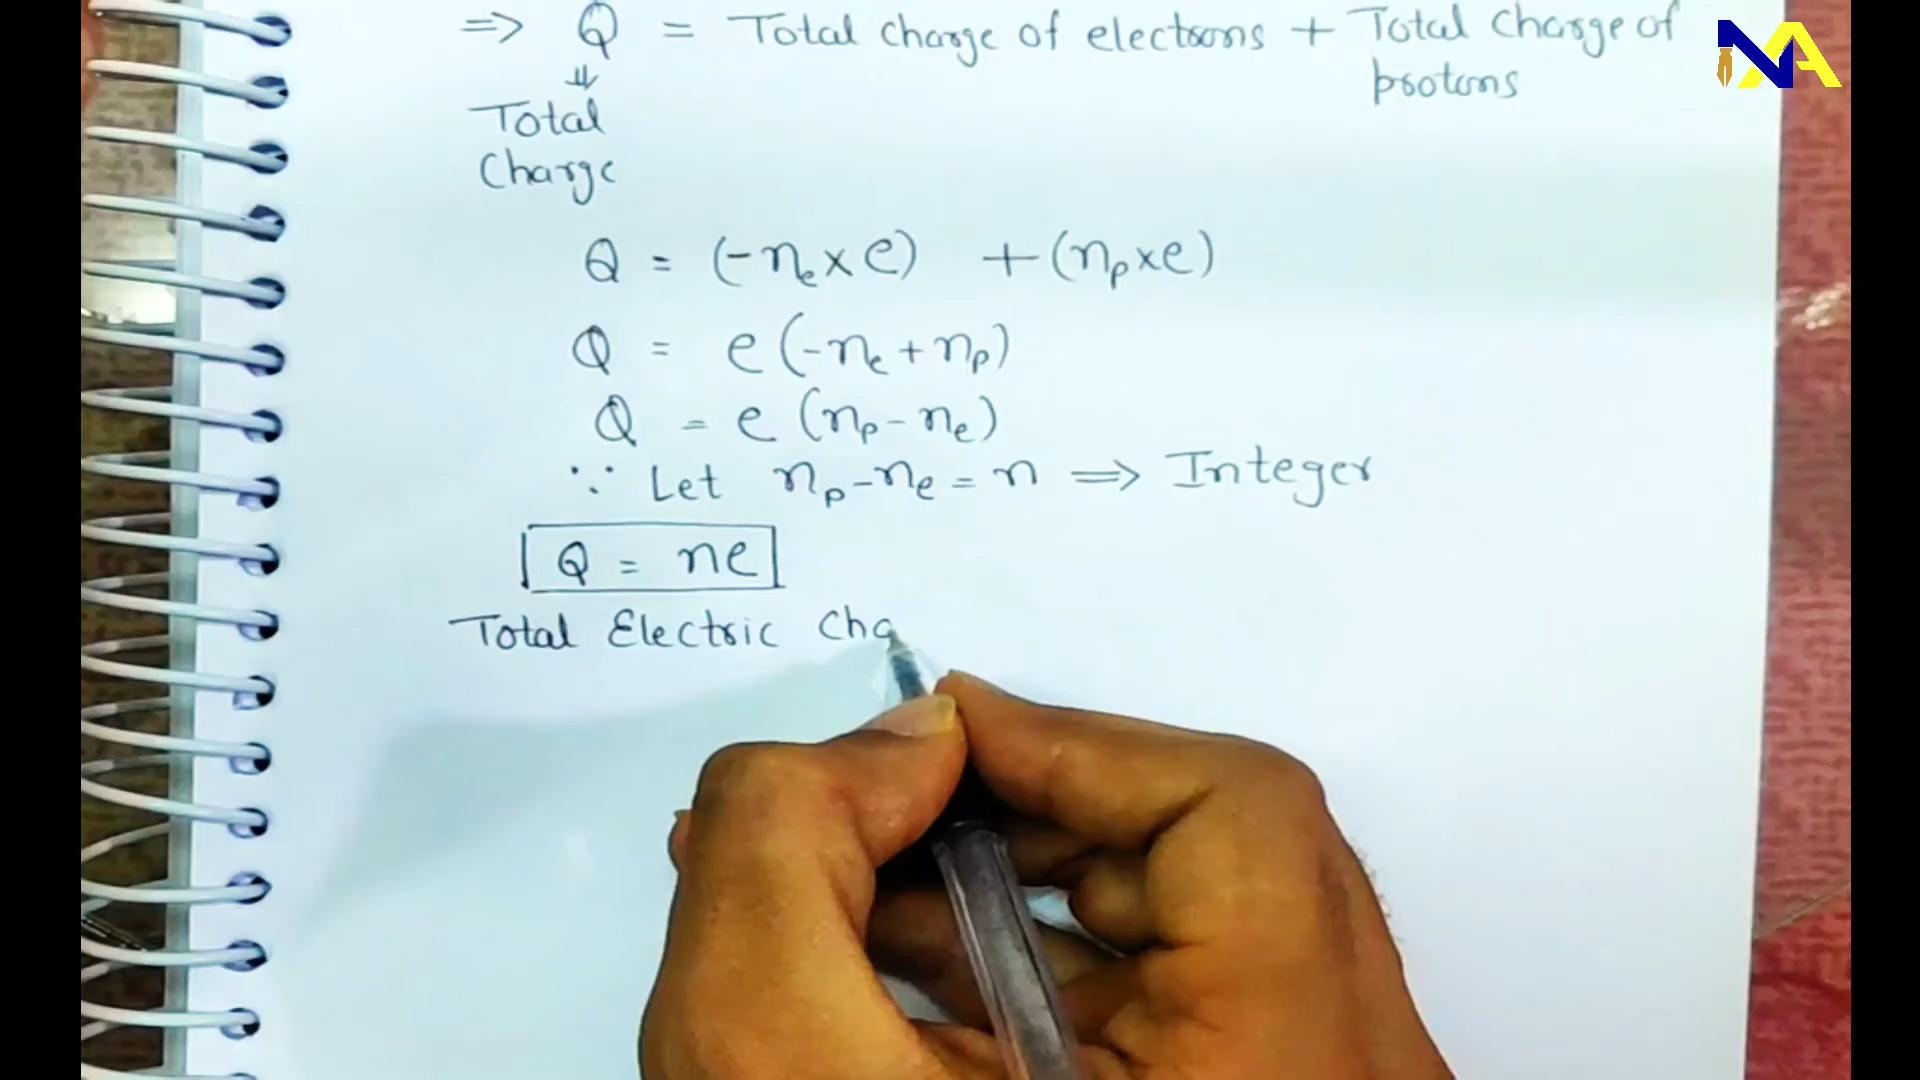 ⇒ Q = Total Charge of electrons + Total Charge of
protons
⇓
Total
Charge
Q = (-nₑ×e) + (nₚ×e)
Q = e (-nₑ + nₚ)
Q = e (nₚ - nₑ)
∵ Let nₚ - nₑ = n ⇒ Integer
Q = ne
Total Electric Cha
NA